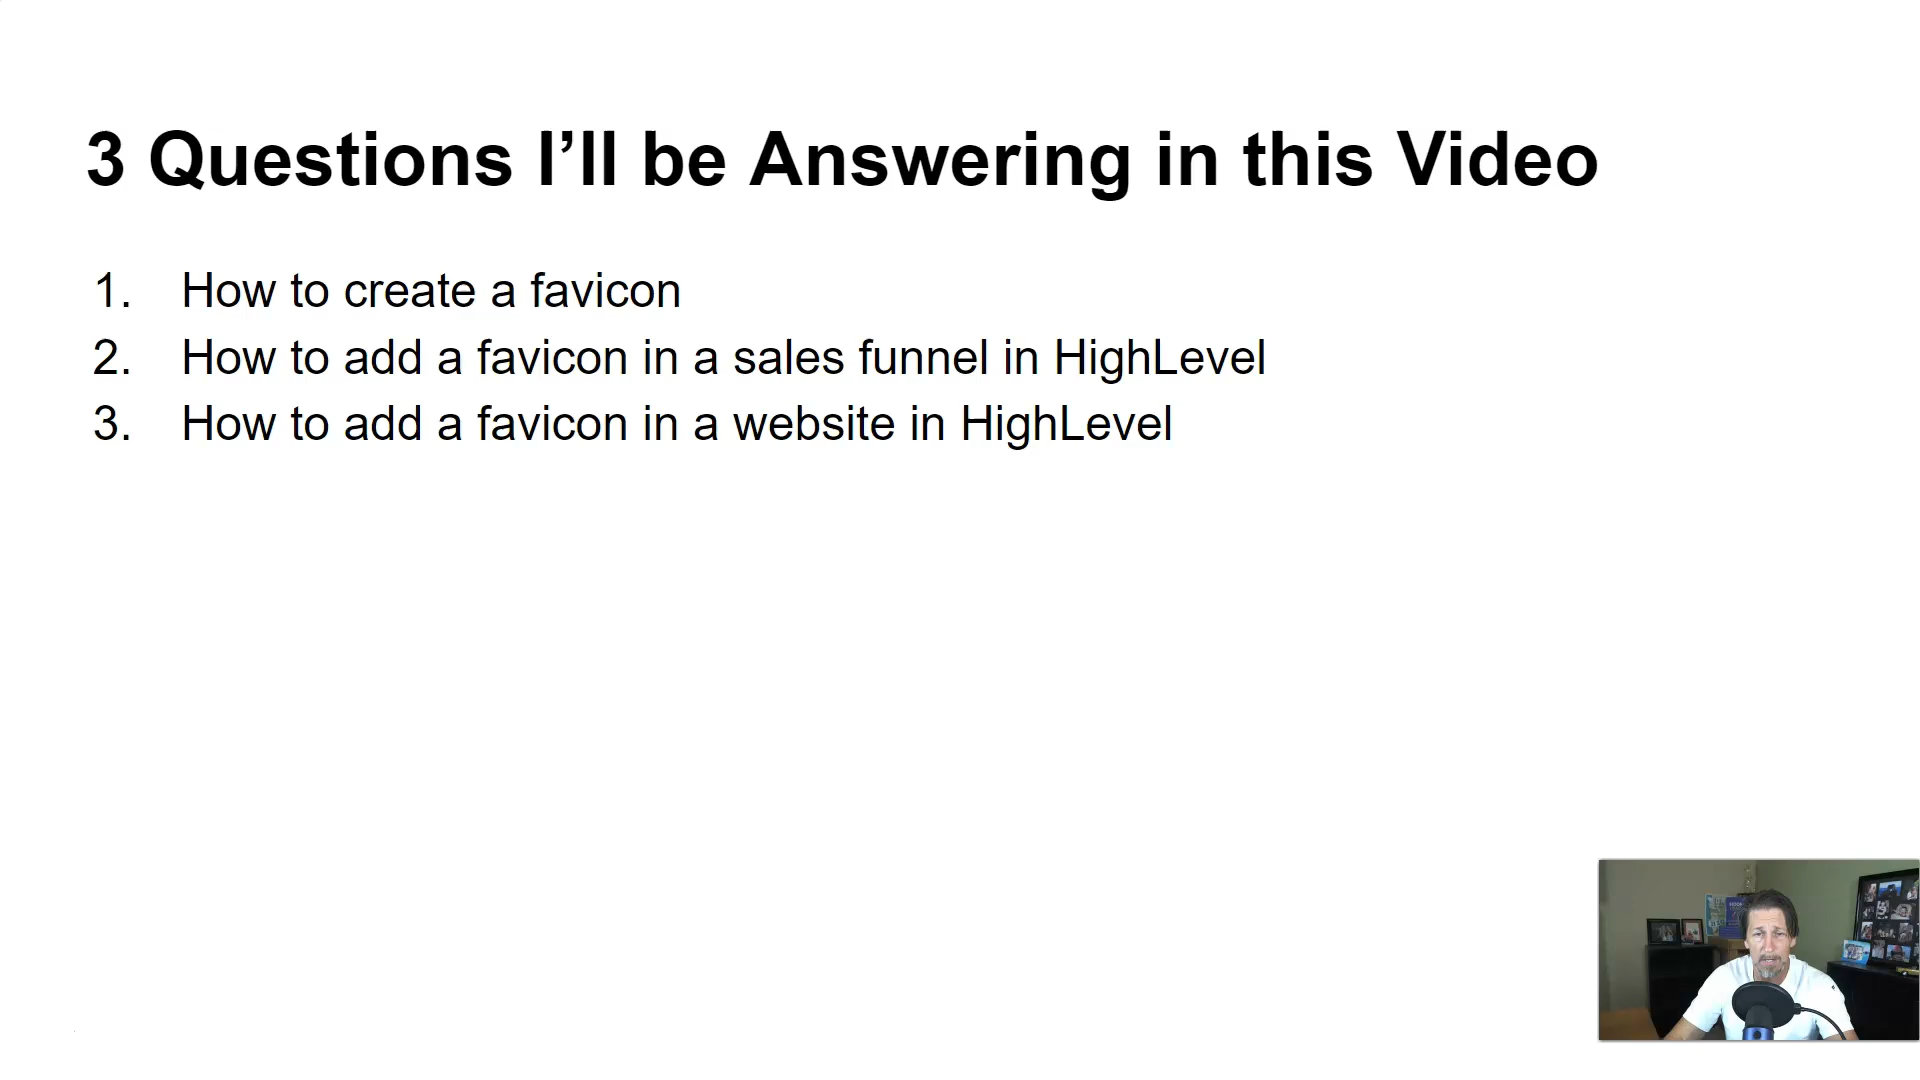 3 Questions I’ll be Answering in this Video
1. How to create a favicon
2. How to add a favicon in a sales funnel in HighLevel
3. How to add a favicon in a website in HighLevel